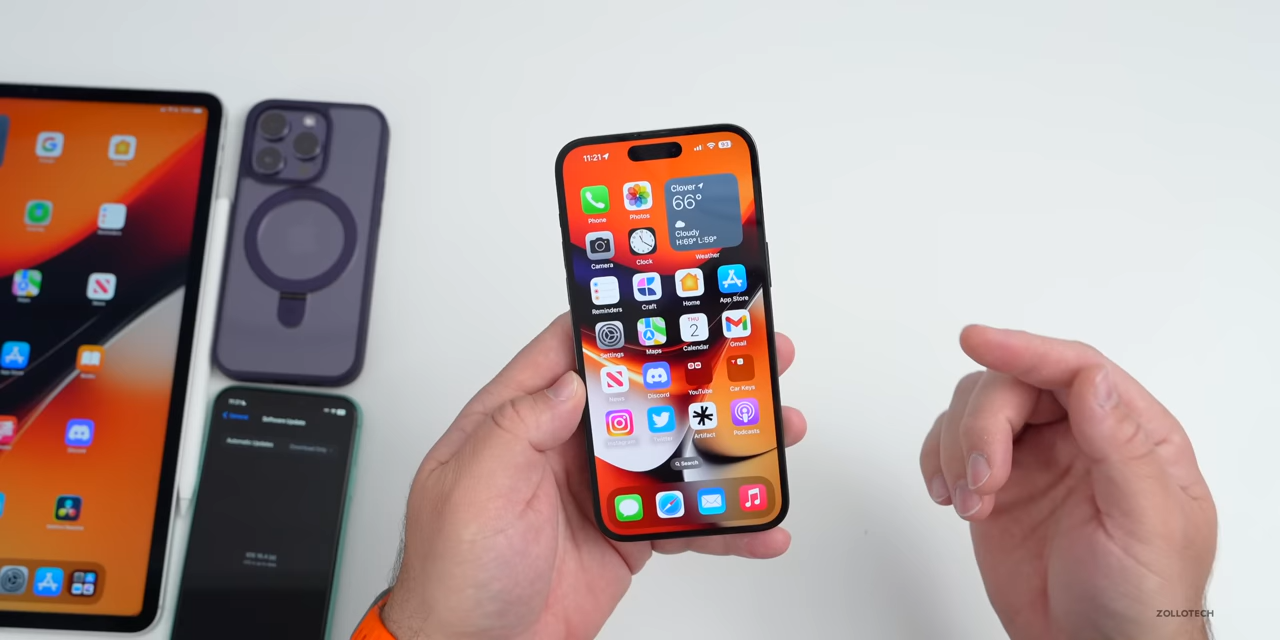 11:21
93
Clover
66°
Cloudy
H:69° L:59°
Phone
Photos
Weather
Camera
Clock
Reminders
Craft
Home
App Store
THU
2
Settings
Maps
Calendar
Gmail
News
Discord
YouTube
Car Keys
Instagram
Twitter
Artifact
Podcasts
Search
Reminders
Software Update
Automatic Updates
ZOLLOTECH